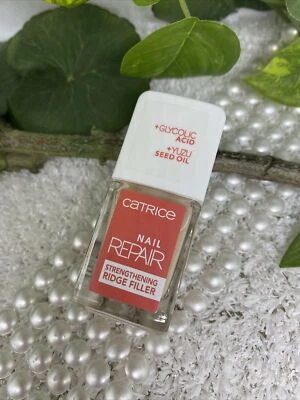 +GLYCOLIC
ACID
+YUZU
SEED OIL
CATRICE
NAIL
REPAIR
STRENGTHENING
RIDGE FILLER